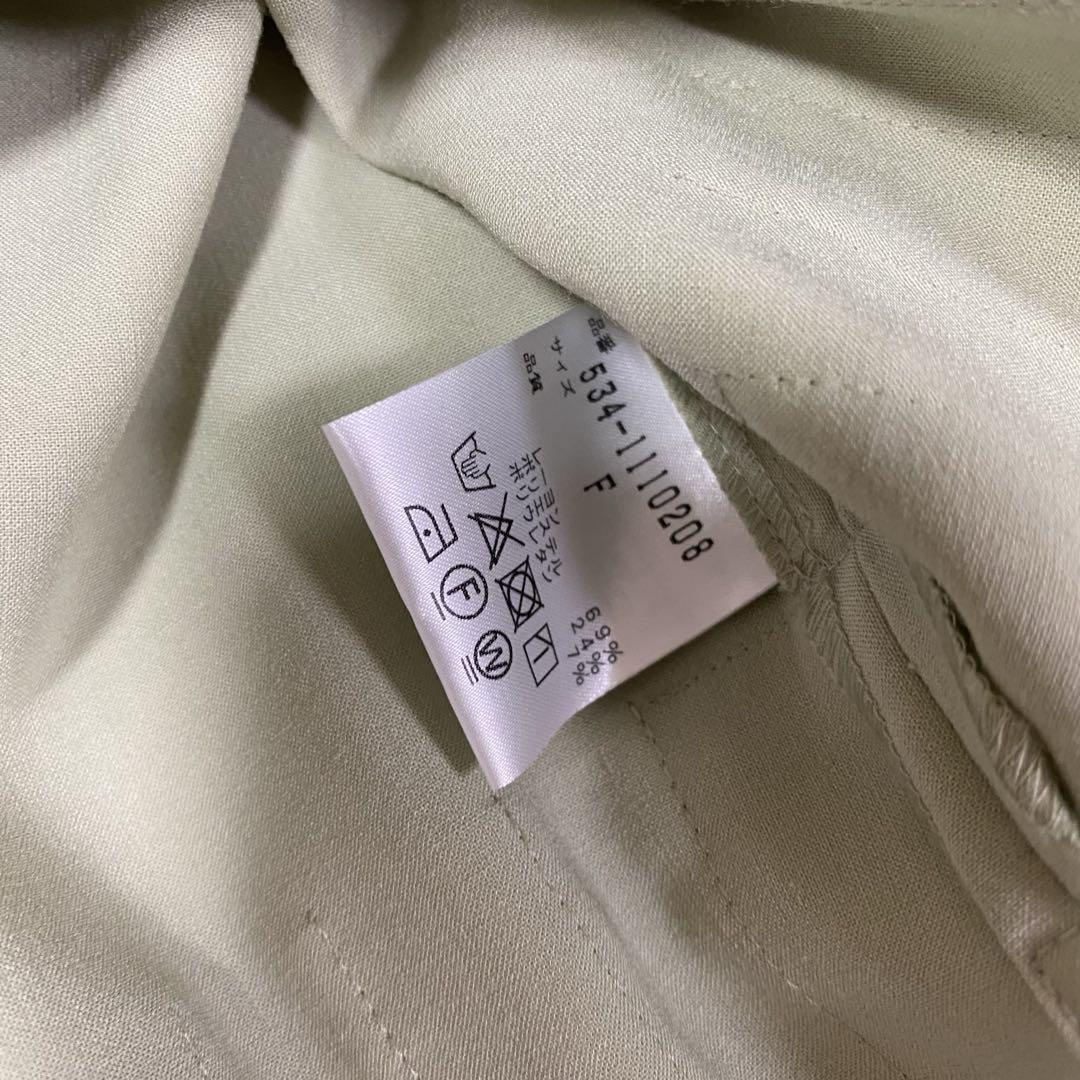 品番 534-1110208
サイズ F
品質
レーヨン 69%
ポリエステル 24%
ポリウレタン 7%
F
W